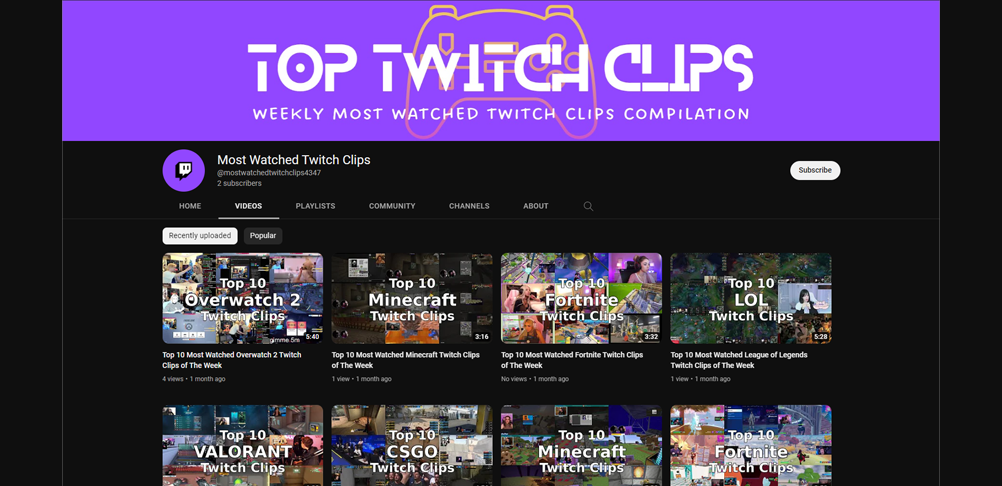 TOP TWITCH CLIPS
WEEKLY MOST WATCHED TWITCH CLIPS COMPILATION
Most Watched Twitch Clips
@mostwatchedtwitchclips4347
2 subscribers
Subscribe
HOME VIDEOS PLAYLISTS COMMUNITY CHANNELS ABOUT
Recently uploaded Popular
Top 10
Overwatch 2
Twitch Clips
gimme 5m
5:40
Top 10 Most Watched Overwatch 2 Twitch
Clips of The Week
4 views • 1 month ago
Top 10
Minecraft
Twitch Clips
3:16
Top 10 Most Watched Minecraft Twitch Clips
of The Week
1 view • 1 month ago
Top 10
Fortnite
Twitch Clips
3:32
Top 10 Most Watched Fortnite Twitch Clips
of The Week
No views • 1 month ago
Top 10
LOL
Twitch Clips
5:28
Top 10 Most Watched League of Legends
Twitch Clips of The Week
1 view • 1 month ago
Top 10
VALORANT
Twitch Clips
Top 10
CSGO
Twitch Clips
Top 10
Minecraft
Twitch Clips
Top 10
Fortnite
Twitch Clips